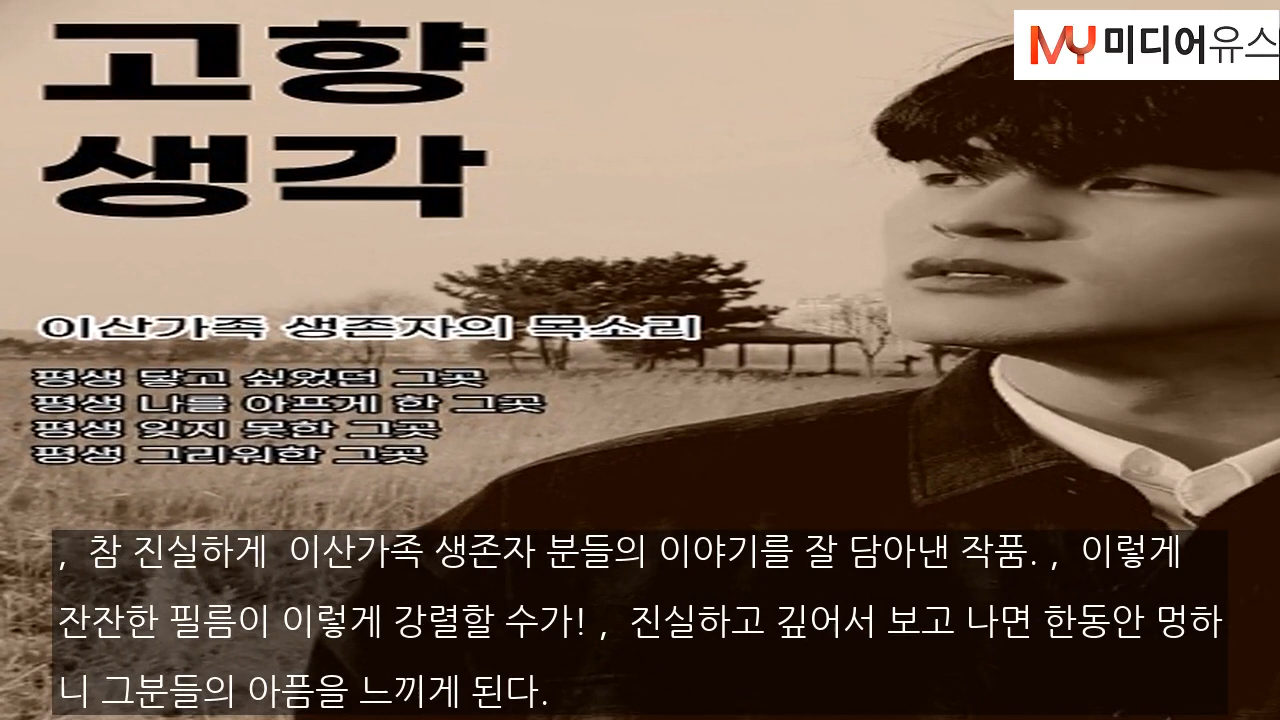 고향
생각
MY 미디어유스
이산가족 생존자의 목소리
평생 닿고 싶었던 그곳
평생 나를 아프게 한 그곳
평생 잊지 못한 그곳
평생 그리워한 그곳
, 참 진실하게 이산가족 생존자 분들의 이야기를 잘 담아낸 작품. , 이렇게
잔잔한 필름이 이렇게 강렬할 수가! , 진실하고 깊어서 보고 나면 한동안 멍하
니 그분들의 아픔을 느끼게 된다.